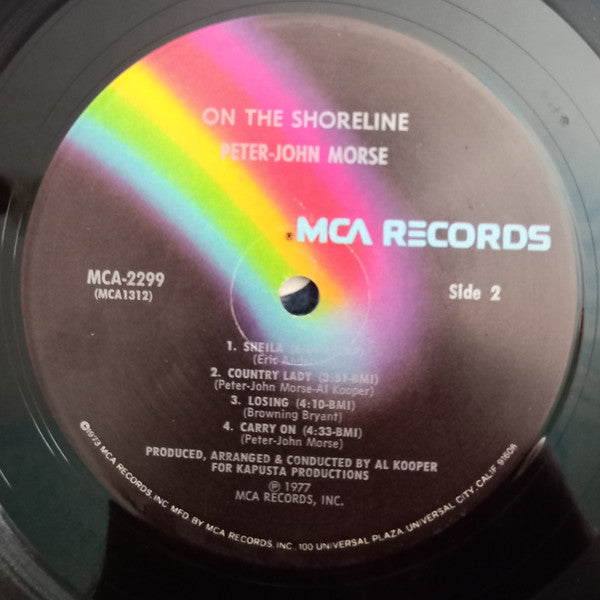 ON THE SHORELINE
PETER-JOHN MORSE
MCA RECORDS
MCA-2299
(MCA1312)
Side 2
1. SHEILA
(Eric
2. COUNTRY LADY (3:51-BMI)
(Peter-John Morse-Al Kooper)
3. LOSING (4:10-BMI)
(Browning Bryant)
4. CARRY ON (4:33-BMI)
(Peter-John Morse)
PRODUCED, ARRANGED & CONDUCTED BY AL KOOPER
FOR KAPUSTA PRODUCTIONS
℗ 1977
MCA RECORDS, INC.
©1973 MCA RECORDS, INC. MFD BY MCA RECORDS, INC. 100 UNIVERSAL PLAZA, UNIVERSAL CITY, CALIF. 91608